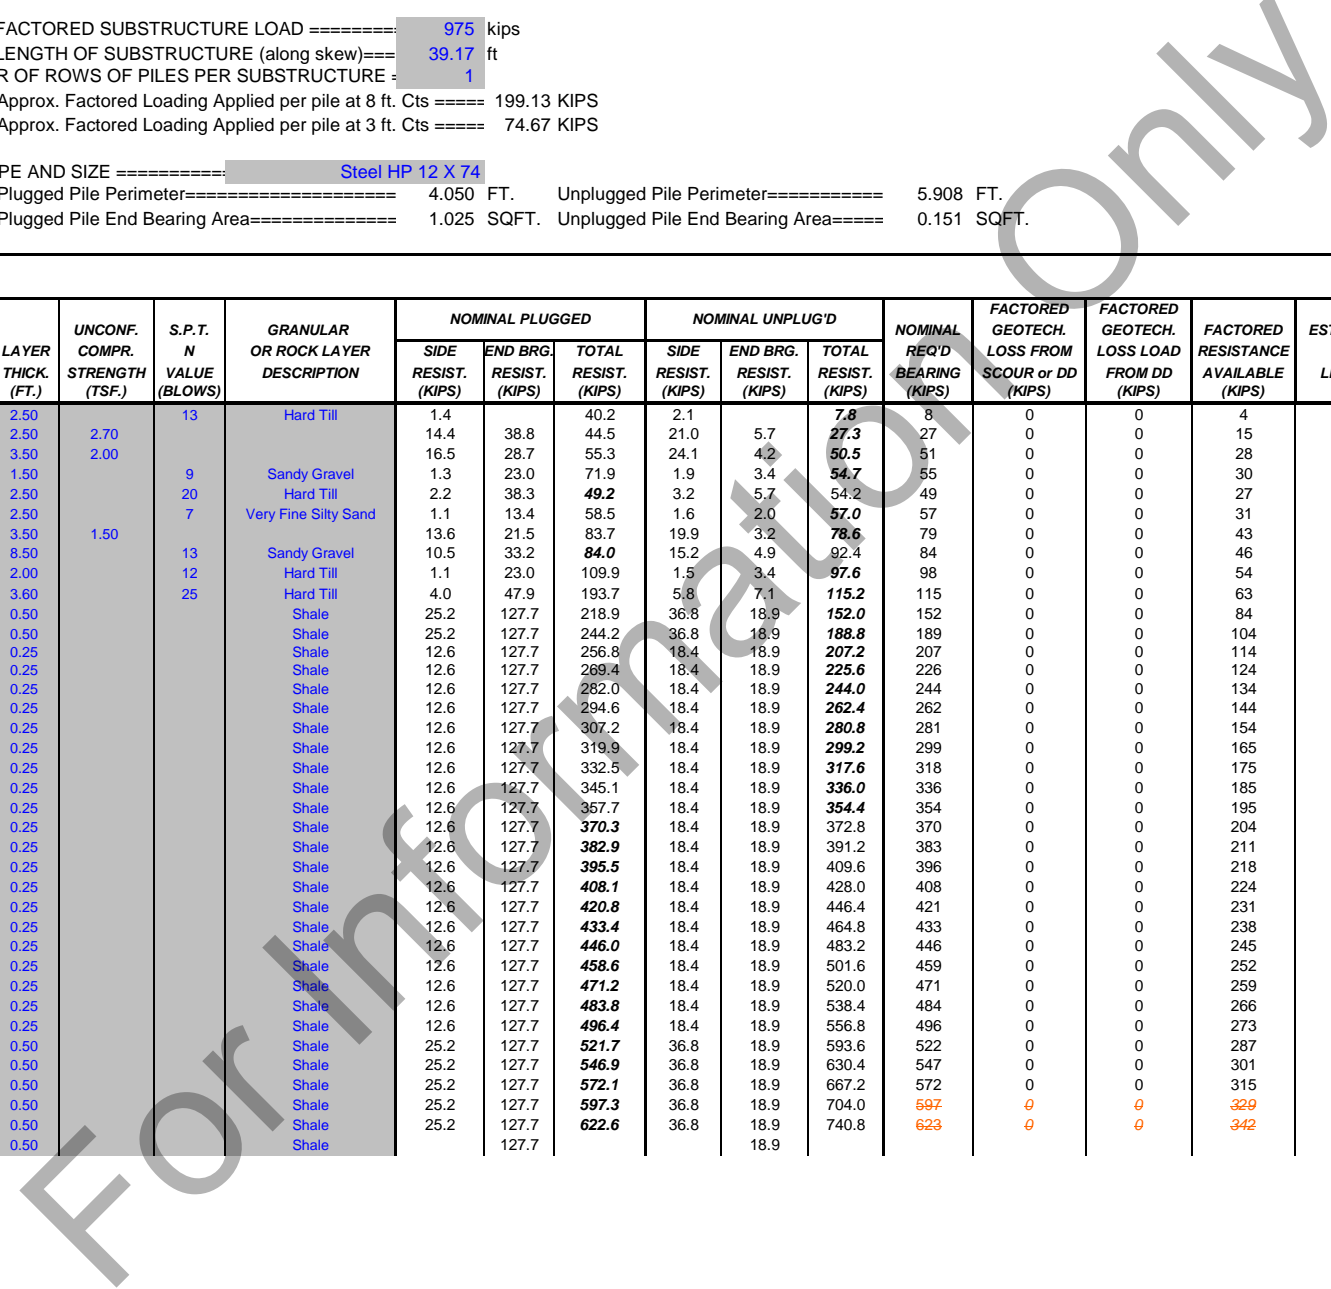 FACTORED SUBSTRUCTURE LOAD ========= 975 kips
LENGTH OF SUBSTRUCTURE (along skew)=== 39.17 ft
R OF ROWS OF PILES PER SUBSTRUCTURE = 1
Approx. Factored Loading Applied per pile at 8 ft. Cts ===== 199.13 KIPS
Approx. Factored Loading Applied per pile at 3 ft. Cts ===== 74.67 KIPS
PE AND SIZE =========== Steel HP 12 X 74
Plugged Pile Perimeter==================== 4.050 FT. Unplugged Pile Perimeter=========== 5.908 FT.
Plugged Pile End Bearing Area============== 1.025 SQFT. Unplugged Pile End Bearing Area===== 0.151 SQFT.
LAYER THICK. (FT.) | UNCONF. COMPR. STRENGTH (TSF.) | S.P.T. N VALUE (BLOWS) | GRANULAR OR ROCK LAYER DESCRIPTION | NOMINAL PLUGGED SIDE RESIST. (KIPS) | END BRG. RESIST. (KIPS) | TOTAL RESIST. (KIPS) | NOMINAL UNPLUG'D SIDE RESIST. (KIPS) | END BRG. RESIST. (KIPS) | TOTAL RESIST. (KIPS) | NOMINAL REQ'D BEARING (KIPS) | FACTORED GEOTECH. LOSS FROM SCOUR or DD (KIPS) | FACTORED GEOTECH. LOSS LOAD FROM DD (KIPS) | FACTORED RESISTANCE AVAILABLE (KIPS) | EST L
2.50 13 Hard Till 1.4 40.2 2.1 7.8 8 0 0 4
2.50 2.70 14.4 38.8 44.5 21.0 5.7 27.3 27 0 0 15
3.50 2.00 16.5 28.7 55.3 24.1 4.2 50.5 51 0 0 28
1.50 9 Sandy Gravel 1.3 23.0 71.9 1.9 3.4 54.7 55 0 0 30
2.50 20 Hard Till 2.2 38.3 49.2 3.2 5.7 54.2 49 0 0 27
2.50 7 Very Fine Silty Sand 1.1 13.4 58.5 1.6 2.0 57.0 57 0 0 31
3.50 1.50 13.6 21.5 83.7 19.9 3.2 78.6 79 0 0 43
8.50 13 Sandy Gravel 10.5 33.2 84.0 15.2 4.9 92.4 84 0 0 46
2.00 12 Hard Till 1.1 23.0 109.9 1.5 3.4 97.6 98 0 0 54
3.60 25 Hard Till 4.0 47.9 193.7 5.8 7.1 115.2 115 0 0 63
0.50 Shale 25.2 127.7 218.9 36.8 18.9 152.0 152 0 0 84
0.50 Shale 25.2 127.7 244.2 36.8 18.9 188.8 189 0 0 104
0.25 Shale 12.6 127.7 256.8 18.4 18.9 207.2 207 0 0 114
0.25 Shale 12.6 127.7 269.4 18.4 18.9 225.6 226 0 0 124
0.25 Shale 12.6 127.7 282.0 18.4 18.9 244.0 244 0 0 134
0.25 Shale 12.6 127.7 294.6 18.4 18.9 262.4 262 0 0 144
0.25 Shale 12.6 127.7 307.2 18.4 18.9 280.8 281 0 0 154
0.25 Shale 12.6 127.7 319.9 18.4 18.9 299.2 299 0 0 165
0.25 Shale 12.6 127.7 332.5 18.4 18.9 317.6 318 0 0 175
0.25 Shale 12.6 127.7 345.1 18.4 18.9 336.0 336 0 0 185
0.25 Shale 12.6 127.7 357.7 18.4 18.9 354.4 354 0 0 195
0.25 Shale 12.6 127.7 370.3 18.4 18.9 372.8 370 0 0 204
0.25 Shale 12.6 127.7 382.9 18.4 18.9 391.2 383 0 0 211
0.25 Shale 12.6 127.7 395.5 18.4 18.9 409.6 396 0 0 218
0.25 Shale 12.6 127.7 408.1 18.4 18.9 428.0 408 0 0 224
0.25 Shale 12.6 127.7 420.8 18.4 18.9 446.4 421 0 0 231
0.25 Shale 12.6 127.7 433.4 18.4 18.9 464.8 433 0 0 238
0.25 Shale 12.6 127.7 446.0 18.4 18.9 483.2 446 0 0 245
0.25 Shale 12.6 127.7 458.6 18.4 18.9 501.6 459 0 0 252
0.25 Shale 12.6 127.7 471.2 18.4 18.9 520.0 471 0 0 259
0.25 Shale 12.6 127.7 483.8 18.4 18.9 538.4 484 0 0 266
0.25 Shale 12.6 127.7 496.4 18.4 18.9 556.8 496 0 0 273
0.50 Shale 25.2 127.7 521.7 36.8 18.9 593.6 522 0 0 287
0.50 Shale 25.2 127.7 546.9 36.8 18.9 630.4 547 0 0 301
0.50 Shale 25.2 127.7 572.1 36.8 18.9 667.2 572 0 0 315
0.50 Shale 25.2 127.7 597.3 36.8 18.9 704.0 597 0 0 329
0.50 Shale 25.2 127.7 622.6 36.8 18.9 740.8 623 0 0 342
0.50 Shale 127.7 18.9
For Information Only